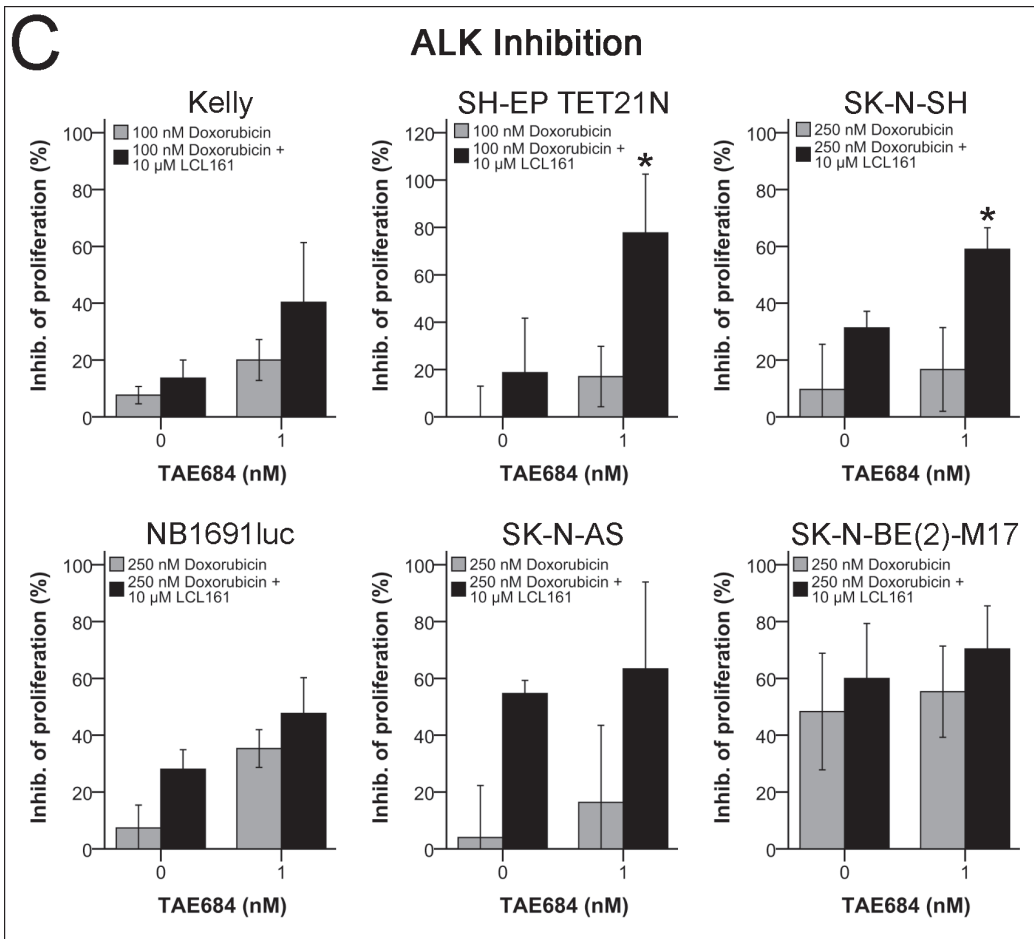 C
ALK Inhibition
Kelly
Inhib. of proliferation (%)
100
80
60
40
20
0
100 nM Doxorubicin
100 nM Doxorubicin +
10 µM LCL161
0 1
TAE684 (nM)
SH-EP TET21N
Inhib. of proliferation (%)
120
100
80
60
40
20
0
100 nM Doxorubicin
100 nM Doxorubicin +
10 µM LCL161
*
0 1
TAE684 (nM)
SK-N-SH
Inhib. of proliferation (%)
100
80
60
40
20
0
250 nM Doxorubicin
250 nM Doxorubicin +
10 µM LCL161
*
0 1
TAE684 (nM)
NB1691luc
Inhib. of proliferation (%)
100
80
60
40
20
0
250 nM Doxorubicin
250 nM Doxorubicin +
10 µM LCL161
0 1
TAE684 (nM)
SK-N-AS
Inhib. of proliferation (%)
100
80
60
40
20
0
250 nM Doxorubicin
250 nM Doxorubicin +
10 µM LCL161
0 1
TAE684 (nM)
SK-N-BE(2)-M17
Inhib. of proliferation (%)
100
80
60
40
20
0
250 nM Doxorubicin
250 nM Doxorubicin +
10 µM LCL161
0 1
TAE684 (nM)